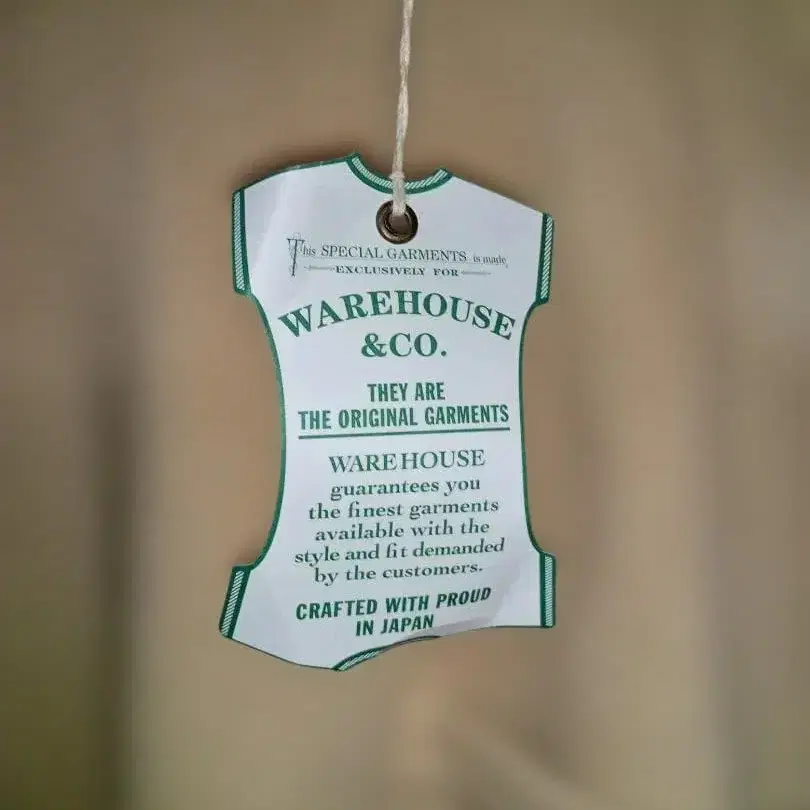 This SPECIAL GARMENTS is made
EXCLUSIVELY FOR
WAREHOUSE
&CO.
THEY ARE
THE ORIGINAL GARMENTS
WAREHOUSE
guarantees you
the finest garments
available with the
style and fit demanded
by the customers.
CRAFTED WITH PROUD
IN JAPAN